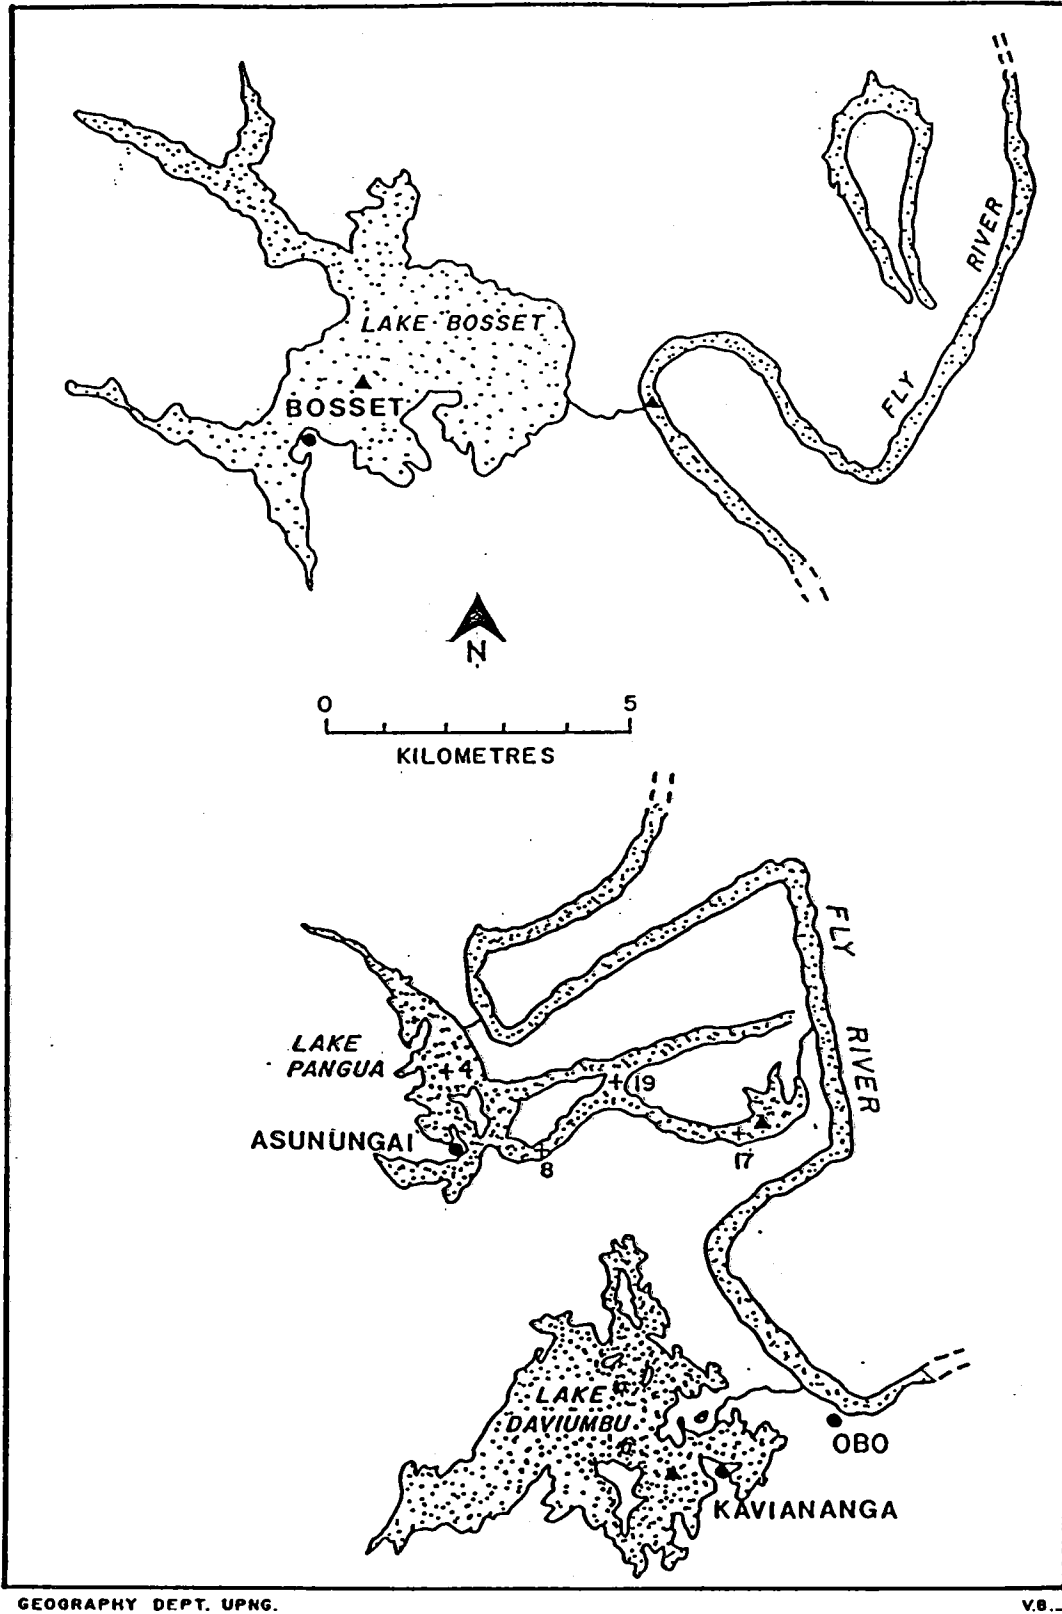 RIVER
FLY
LAKE BOSSET
BOSSET
N
0 5
KILOMETRES
FLY
RIVER
LAKE
PANGUA
4
19
ASUNUNGAI
8
17
LAKE
DAVIUMBU
OBO
KAVIANANGA
GEOGRAPHY DEPT. UPNG.
V.B.